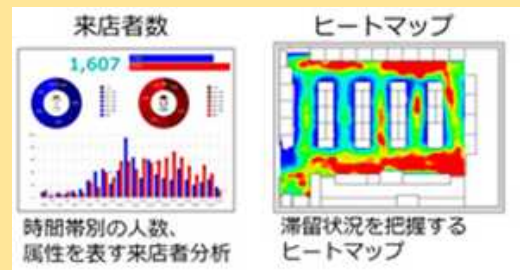 来店者数
ヒートマップ
1,607
時間帯別の人数、
属性を表す来店者分析
滞留状況を把握する
ヒートマップ